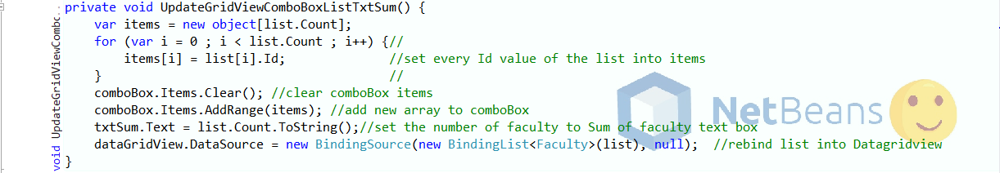 private void UpdateGridViewComboBoxListTxtSum() {
var items = new object[list.Count];
for (var i = 0 ; i < list.Count ; i++) {//
items[i] = list[i].Id; //set every Id value of the list into items
} //
comboBox.Items.Clear(); //clear comboBox items
comboBox.Items.AddRange(items); //add new array to comboBox
txtSum.Text = list.Count.ToString();//set the number of faculty to Sum of faculty text box
dataGridView.DataSource = new BindingSource(new BindingList<Faculty>(list), null); //rebind list into Datagridview
}
void UpdateGridViewCombc
NetBeans